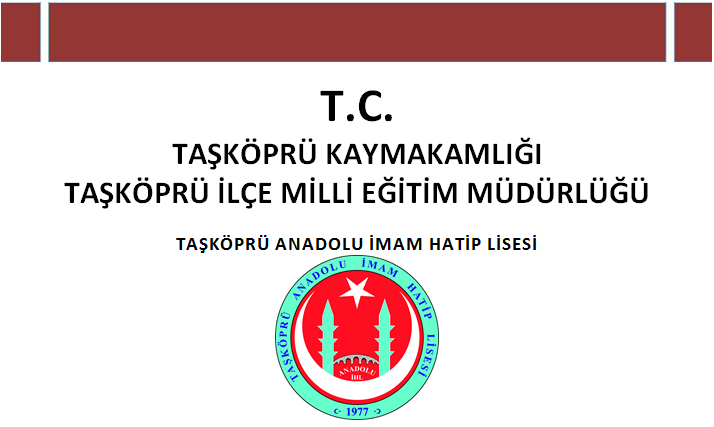 T.C.
TAŞKÖPRÜ KAYMAKAMLIĞI
TAŞKÖPRÜ İLÇE MİLLİ EĞİTİM MÜDÜRLÜĞÜ
TAŞKÖPRÜ ANADOLU İMAM HATİP LİSESİ
TAŞKÖPRÜ ANADOLU İMAM HATİP LİSESİ
ANADOLU
İHL
1977